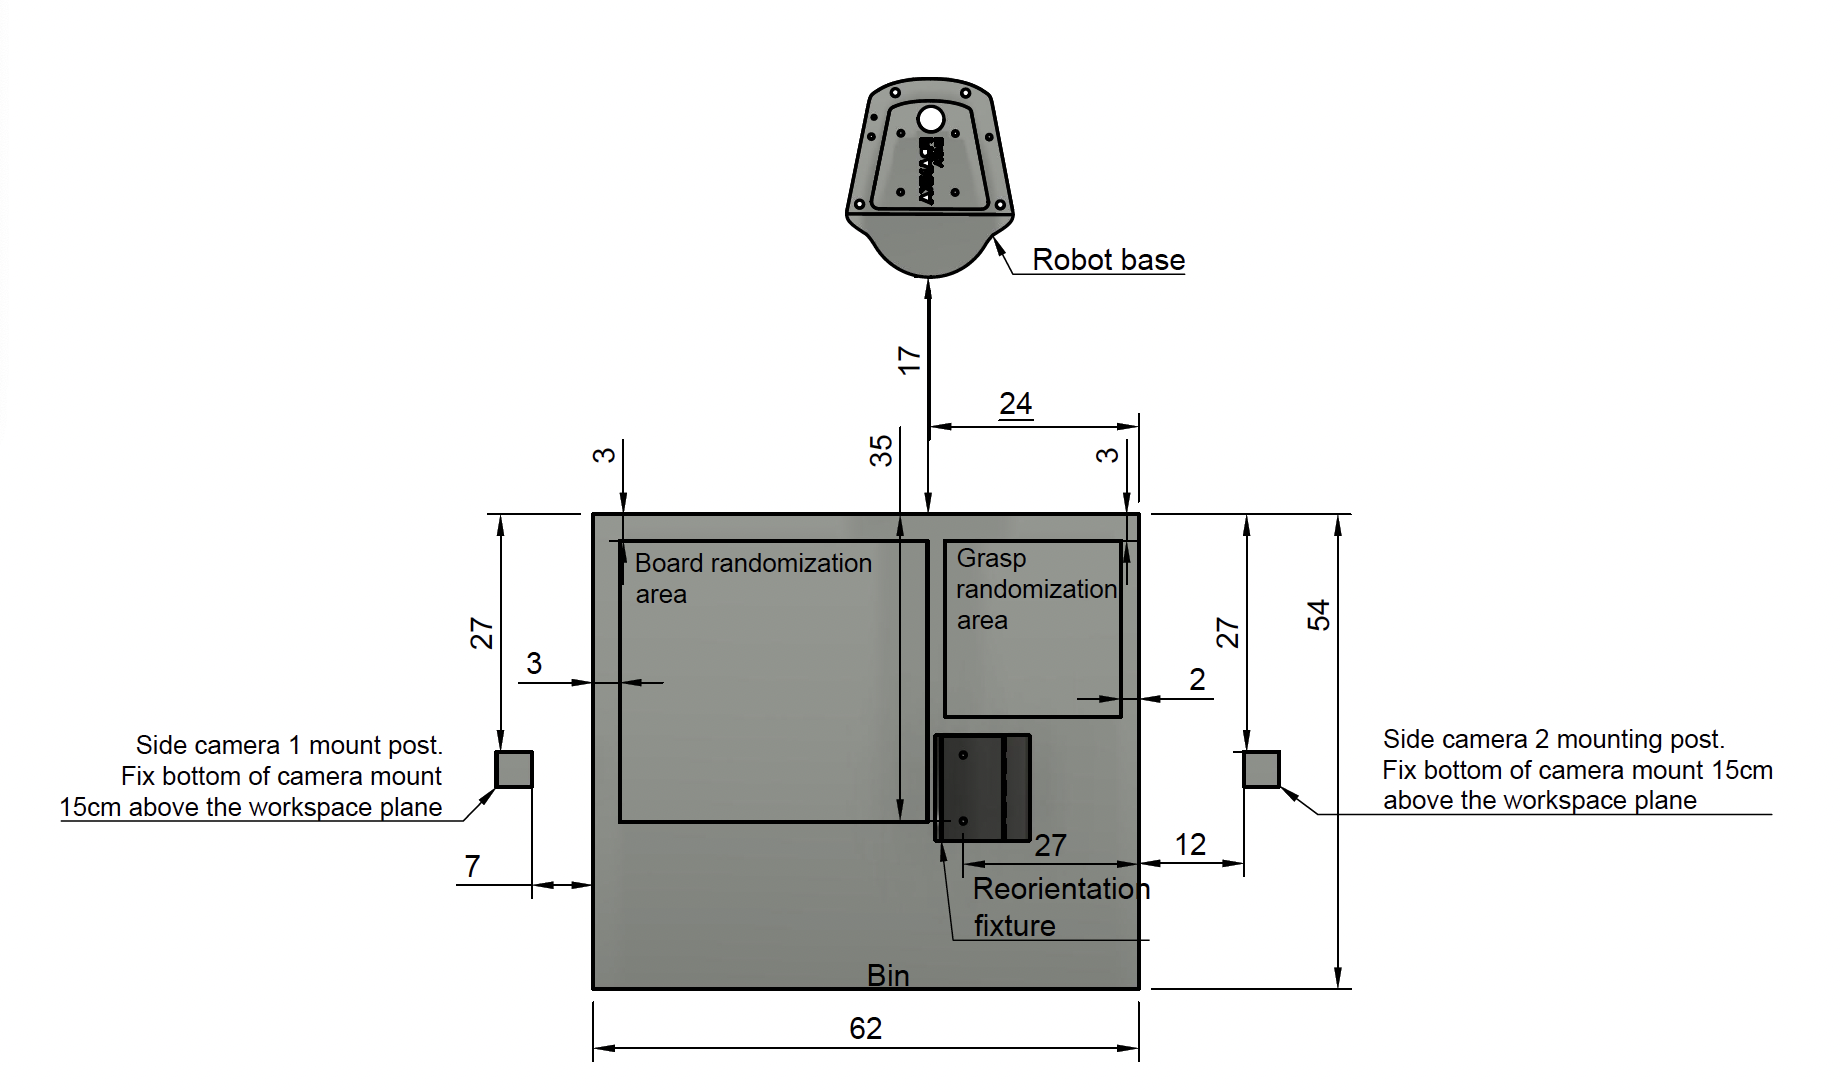 Robot base
17
24
3
35
3
Board randomization
area
Grasp
randomization
area
27
27
54
3
2
Side camera 1 mount post.
Fix bottom of camera mount
15cm above the workspace plane
Side camera 2 mounting post.
Fix bottom of camera mount 15cm
above the workspace plane
7
27
12
Reorientation
fixture
Bin
62